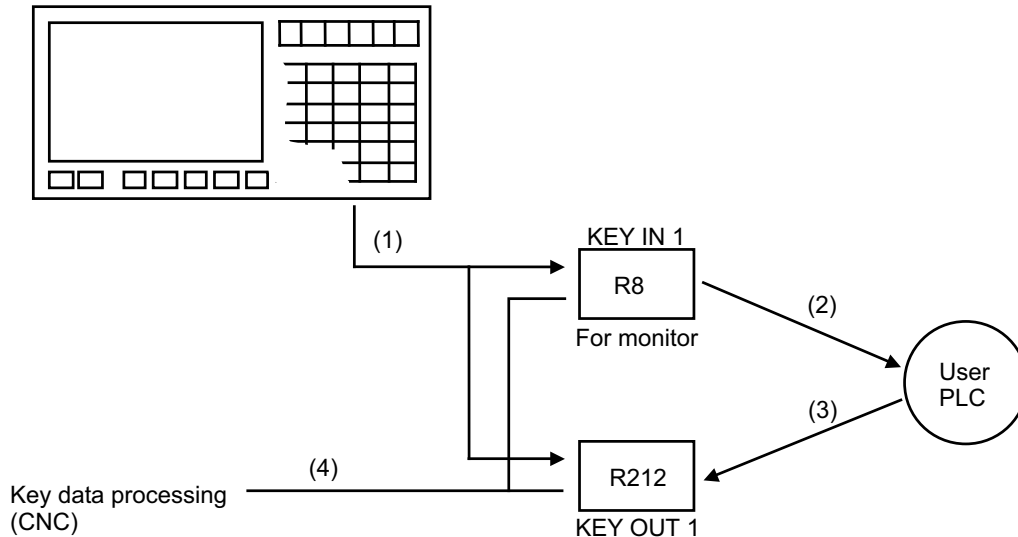 (1)
KEY IN 1
R8
For monitor
(2)
User
PLC
(3)
R212
KEY OUT 1
(4)
Key data processing
(CNC)